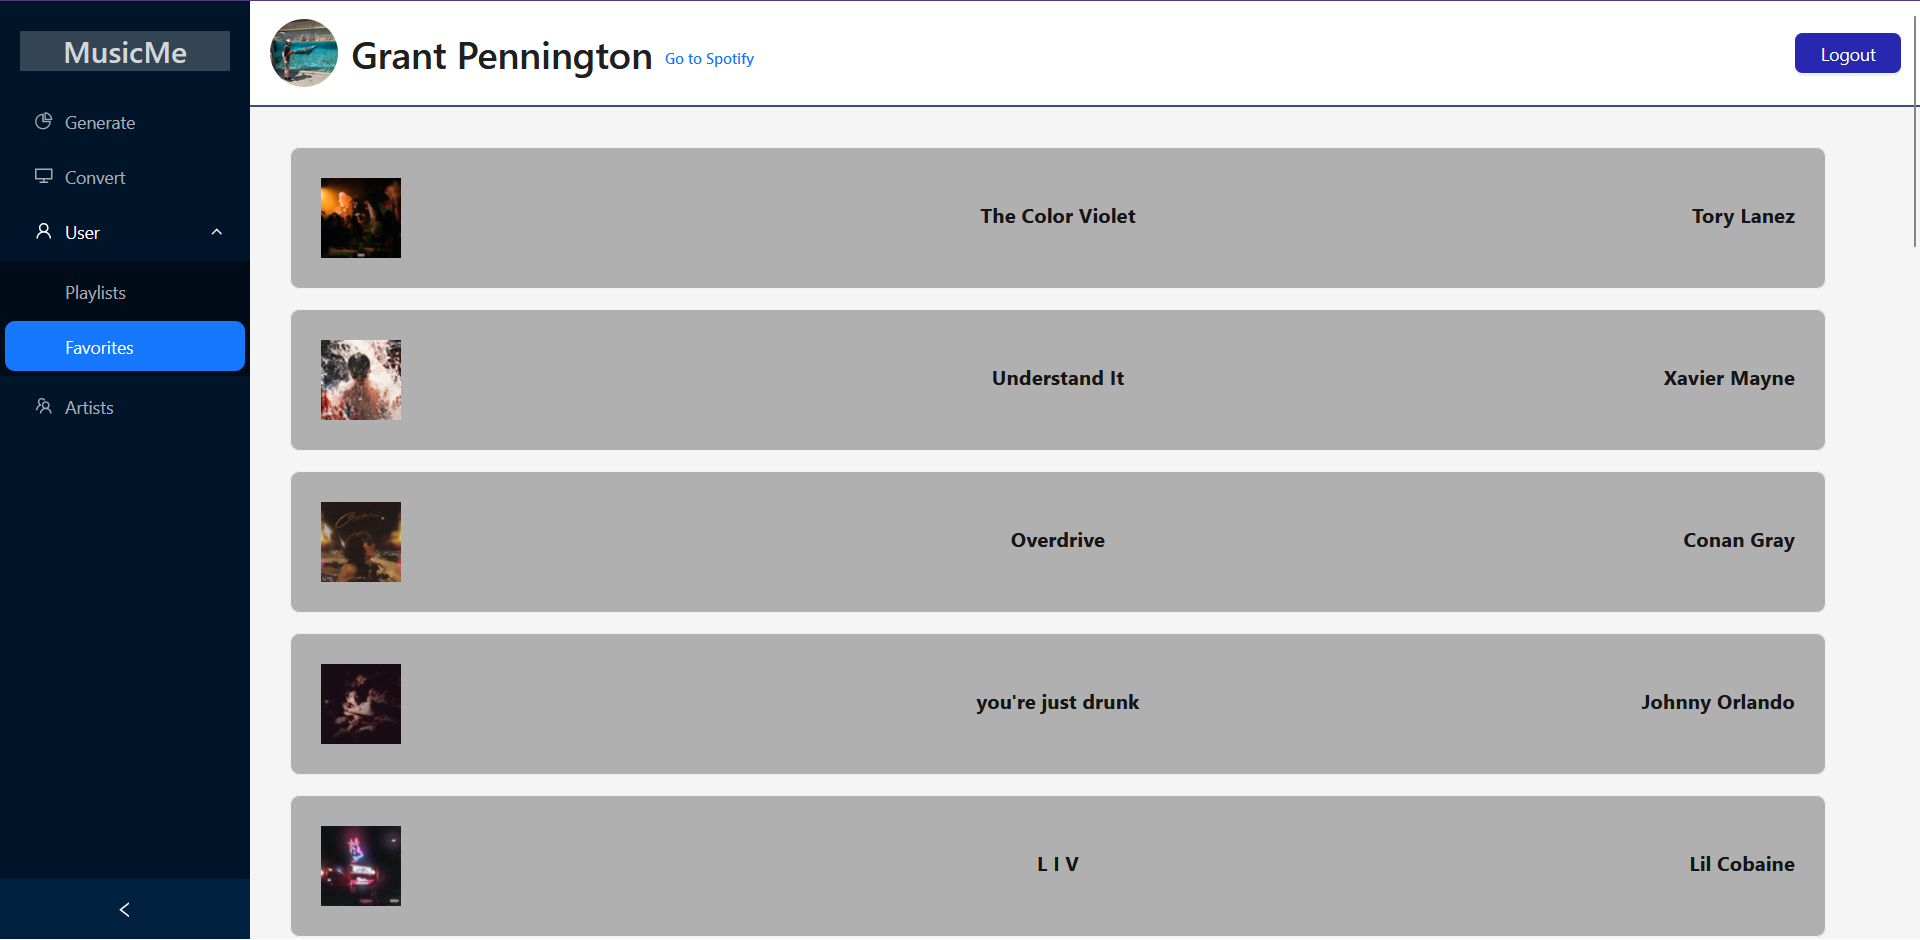 MusicMe
Generate
Convert
User
Playlists
Favorites
Artists
Grant Pennington Go to Spotify
Logout
The Color Violet Tory Lanez
Understand It Xavier Mayne
Overdrive Conan Gray
you're just drunk Johnny Orlando
L I V Lil Cobaine